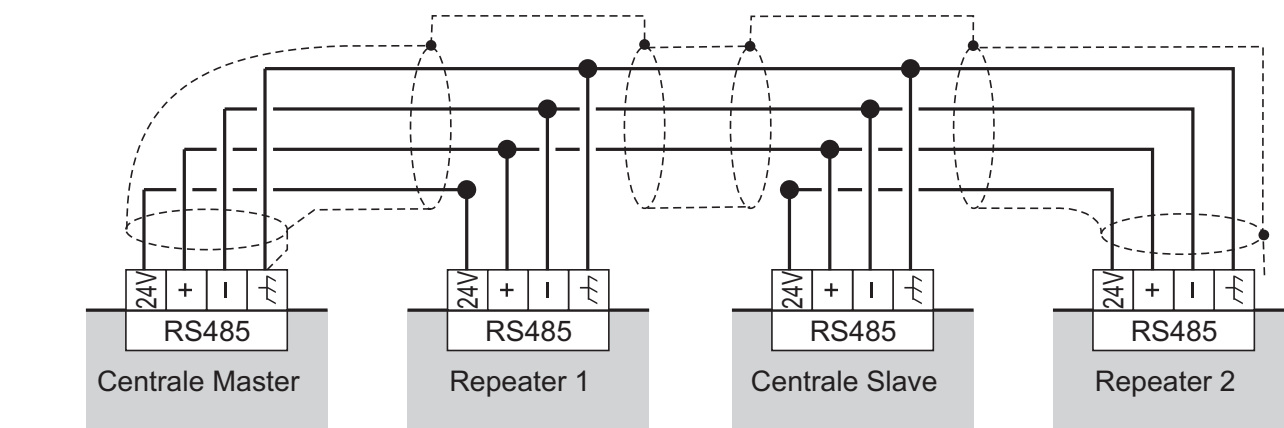 24V + –
RS485
Centrale Master
24V + –
RS485
Repeater 1
24V + –
RS485
Centrale Slave
24V + –
RS485
Repeater 2